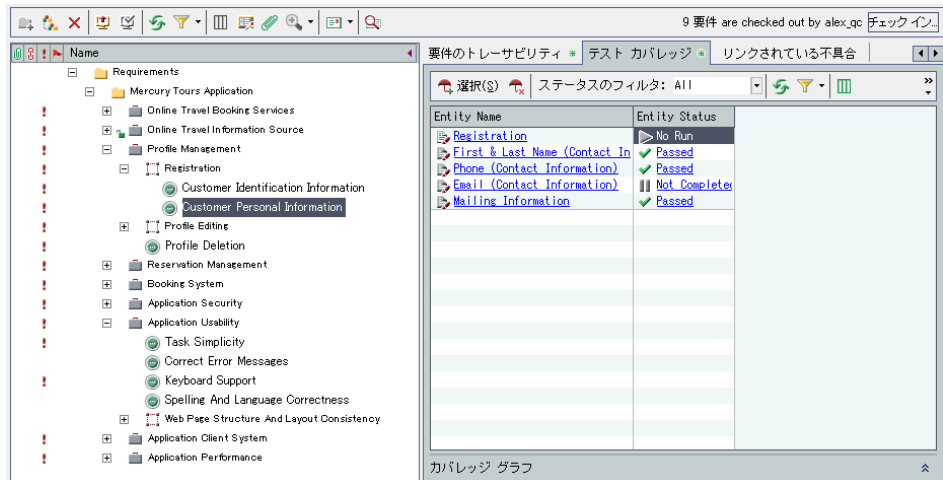 9 要件 are checked out by alex_qc チェックイン...
Name
Requirements
Mercury Tours Application
Online Travel Booking Services
Online Travel Information Source
Profile Management
Registration
Customer Identification Information
Customer Personal Information
Profile Editing
Profile Deletion
Reservation Management
Booking System
Application Security
Application Usability
Task Simplicity
Correct Error Messages
Keyboard Support
Spelling And Language Correctness
Web Page Structure And Layout Consistency
Application Client System
Application Performance
要件のトレーサビリティ * テスト カバレッジ * リンクされている不具合
選択(S) ステータスのフィルタ: All
Entity Name Entity Status
Registration No Run
First & Last Name (Contact In Passed
Phone (Contact Information) Passed
Email (Contact Information) Not Completed
Mailing Information Passed
カバレッジ グラフ